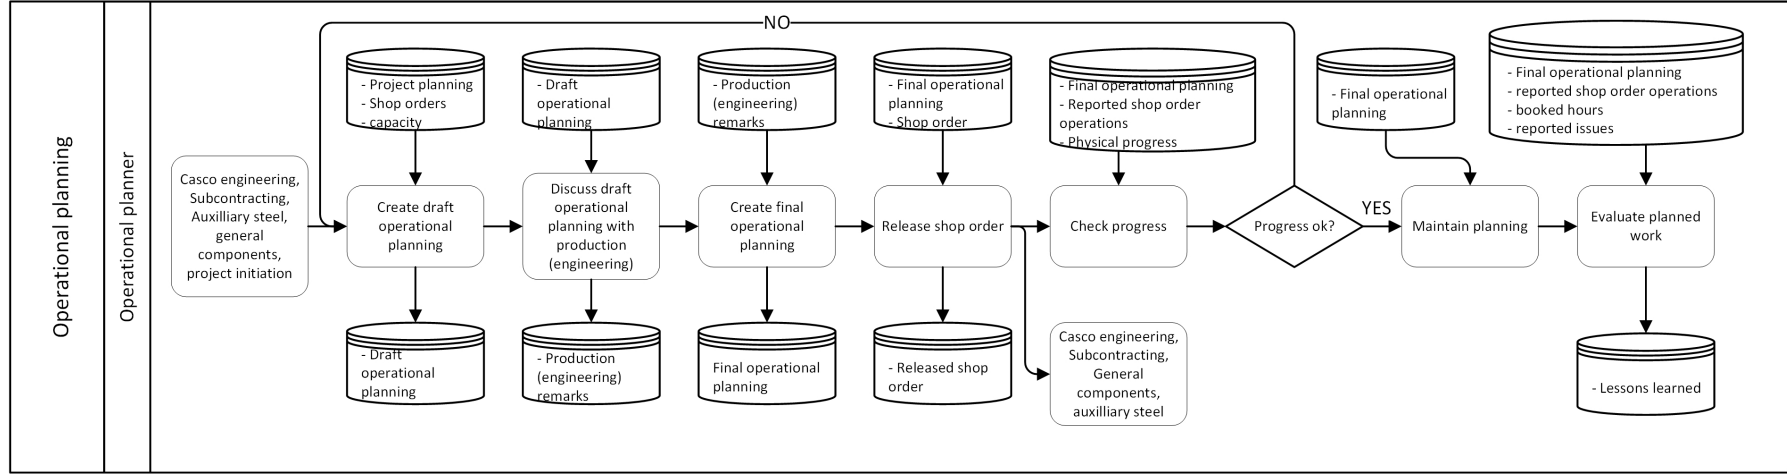 Operational planning
Operational planner
NO
Casco engineering,
Subcontracting,
Auxilliary steel,
general
components,
project initiation
- Project planning
- Shop orders
- capacity
Create draft
operational
planning
- Draft
operational
planning
- Draft
operational
planning
Discuss draft
operational
planning with
production
(engineering)
- Production
(engineering)
remarks
- Production
(engineering)
remarks
Create final
operational
planning
Final operational
planning
- Final operational
planning
- Shop order
Release shop order
- Released shop
order
- Final operational planning
- Reported shop order
operations
- Physical progress
Check progress
Casco engineering,
Subcontracting,
General
components,
auxilliary steel
Progress ok?
YES
- Final operational
planning
Maintain planning
- Final operational planning
- reported shop order operations
- booked hours
- reported issues
Evaluate planned
work
- Lessons learned